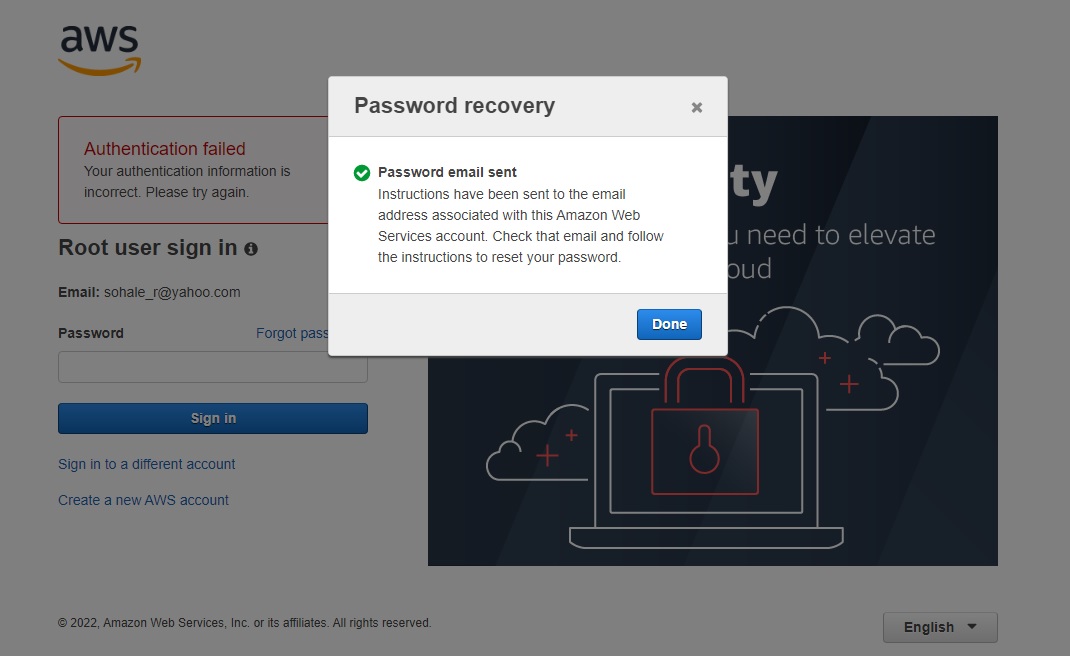 aws
Password recovery
Authentication failed
Your authentication information is
incorrect. Please try again.
Password email sent
Instructions have been sent to the email
address associated with this Amazon Web
Services account. Check that email and follow
the instructions to reset your password.
Done
ty
u need to elevate
oud
Root user sign in
Email: sohale_r@yahoo.com
Password
Forgot pass
Sign in
Sign in to a different account
Create a new AWS account
© 2022, Amazon Web Services, Inc. or its affiliates. All rights reserved.
English